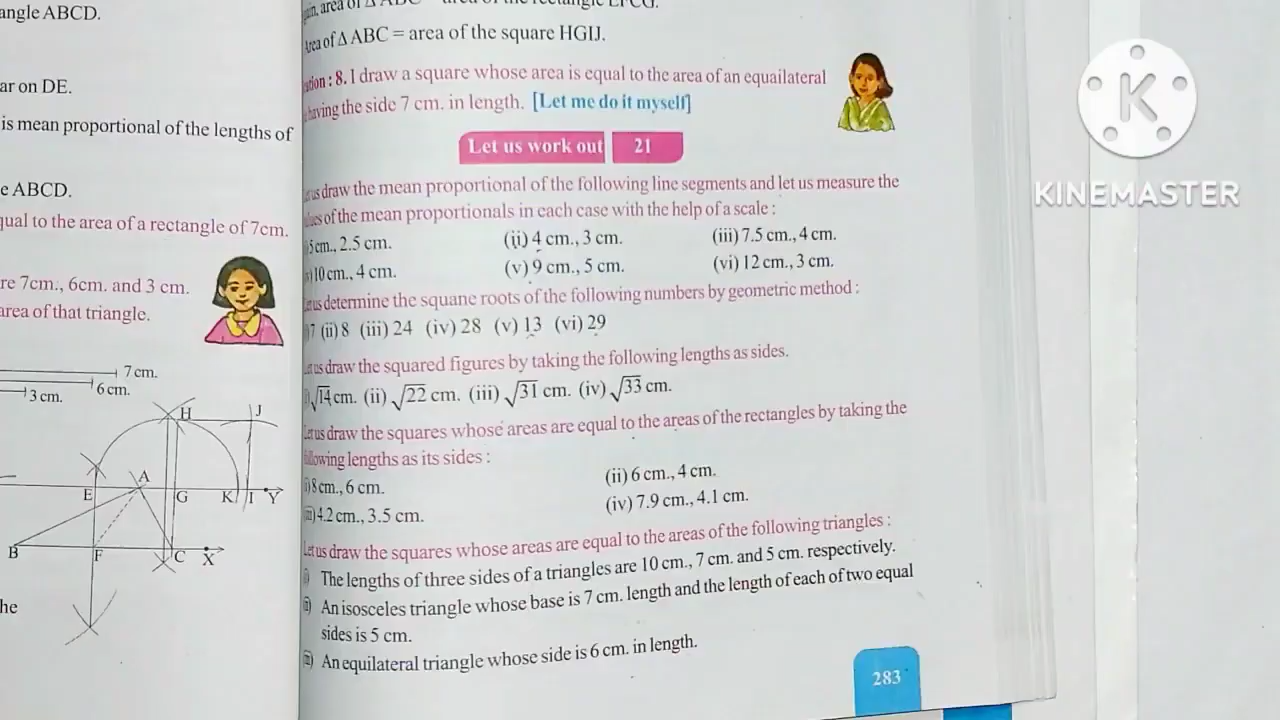 angle ABCD.
ar on DE.
is mean proportional of the lengths of
e ABCD.
qual to the area of a rectangle of 7cm.
re 7cm., 6cm. and 3 cm.
area of that triangle.
7 cm.
6 cm.
3 cm.
H J
A
E G K I Y
B F C X
he
area of Δ ABC = area of the rectangle EFCG.
Area of Δ ABC = area of the square HGIJ.
tion : 8. I draw a square whose area is equal to the area of an equailateral
having the side 7 cm. in length. [Let me do it myself]
Let us work out 21
us draw the mean proportional of the following line segments and let us measure the
ues of the mean proportionals in each case with the help of a scale :
5 cm., 2.5 cm. (ii) 4 cm., 3 cm. (iii) 7.5 cm., 4 cm.
) 10 cm., 4 cm. (v) 9 cm., 5 cm. (vi) 12 cm., 3 cm.
us determine the squane roots of the following numbers by geometric method :
) 7 (ii) 8 (iii) 24 (iv) 28 (v) 13 (vi) 29
Let us draw the squared figures by taking the following lengths as sides.
) √14 cm. (ii) √22 cm. (iii) √31 cm. (iv) √33 cm.
Let us draw the squares whose areas are equal to the areas of the rectangles by taking the
following lengths as its sides :
) 8 cm., 6 cm. (ii) 6 cm., 4 cm.
(iii) 4.2 cm., 3.5 cm. (iv) 7.9 cm., 4.1 cm.
Let us draw the squares whose areas are equal to the areas of the following triangles :
) The lengths of three sides of a triangles are 10 cm., 7 cm. and 5 cm. respectively.
ii) An isosceles triangle whose base is 7 cm. length and the length of each of two equal
sides is 5 cm.
iii) An equilateral triangle whose side is 6 cm. in length.
283
K
KINEMASTER